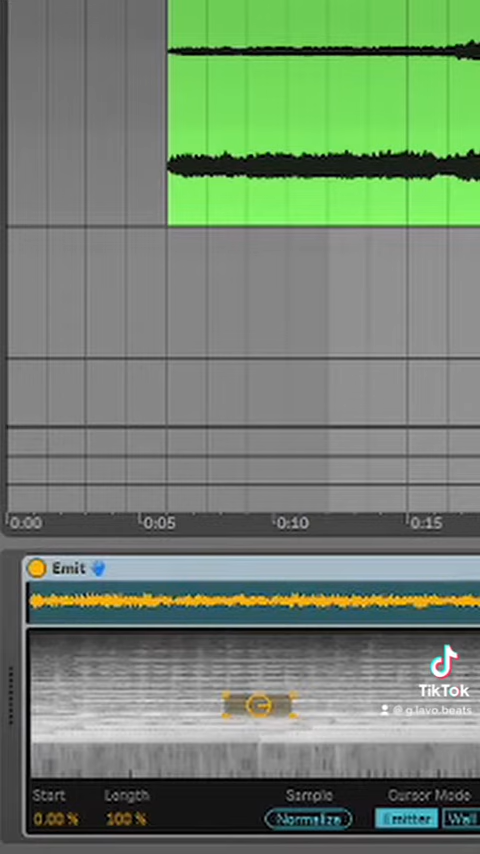 0:00 0:05 0:10 0:15
Emit
TikTok
@g.lavo.beats
Start Length Sample Cursor Mode
0.00 % 100 % Normalize Emitter Wall